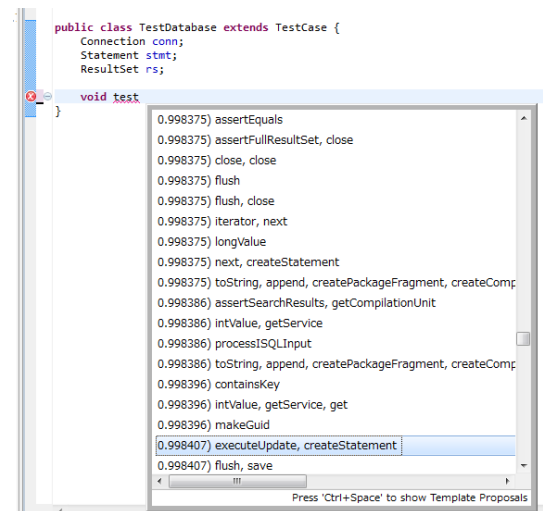 public class TestDatabase extends TestCase {
Connection conn;
Statement stmt;
ResultSet rs;
void test
}
0.998375) assertEquals
0.998375) assertFullResultSet, close
0.998375) close, close
0.998375) flush
0.998375) flush, close
0.998375) iterator, next
0.998375) longValue
0.998375) next, createStatement
0.998375) toString, append, createPackageFragment, createComp
0.998386) assertSearchResults, getCompilationUnit
0.998386) intValue, getService
0.998386) processISQLInput
0.998386) toString, append, createPackageFragment, createComp
0.998396) containsKey
0.998396) intValue, getService, get
0.998396) makeGuid
0.998407) executeUpdate, createStatement
0.998407) flush, save
Press 'Ctrl+Space' to show Template Proposals